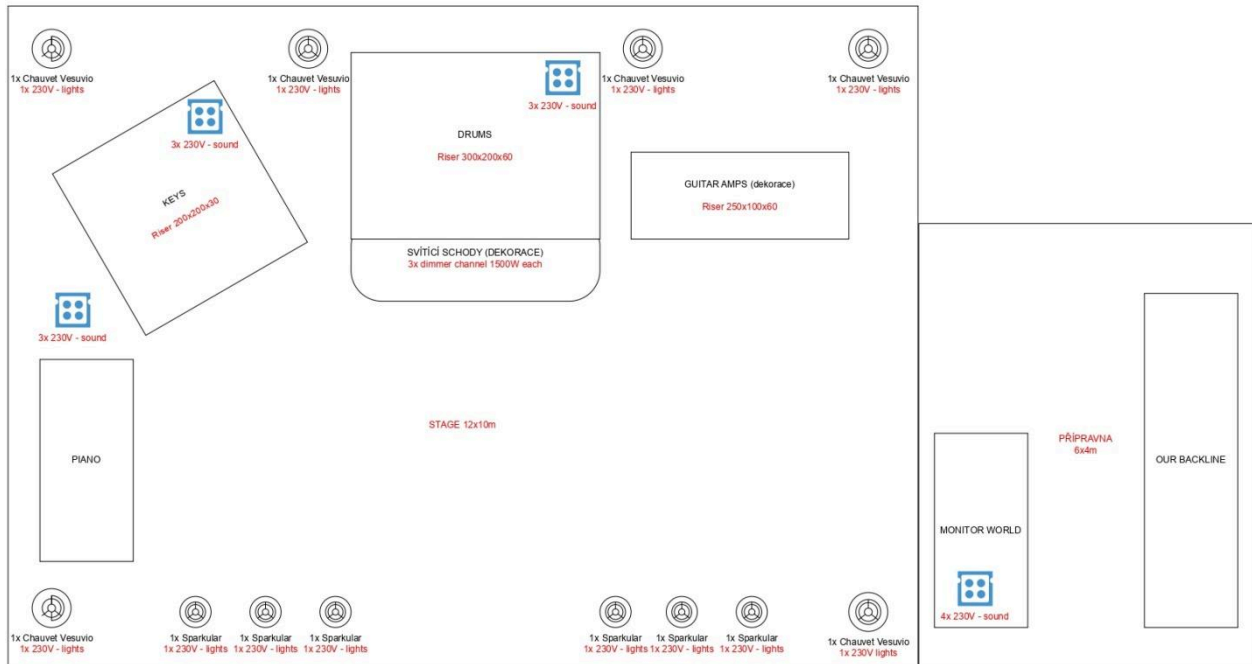 1x Chauvet Vesuvio
1x 230V - lights
1x Chauvet Vesuvio
1x 230V - lights
1x Chauvet Vesuvio
1x 230V - lights
1x Chauvet Vesuvio
1x 230V - lights
3x 230V - sound
3x 230V - sound
DRUMS
Riser 300x200x60
KEYS
Riser 200x200x30
GUITAR AMPS (dekorace)
Riser 250x100x60
SVÍTÍCÍ SCHODY (DEKORACE)
3x dimmer channel 1500W each
3x 230V - sound
STAGE 12x10m
PIANO
PŘÍPRAVNA
6x4m
OUR BACKLINE
MONITOR WORLD
4x 230V - sound
1x Chauvet Vesuvio
1x 230V - lights
1x Sparkular
1x 230V - lights
1x Sparkular
1x 230V - lights
1x Sparkular
1x 230V - lights
1x Sparkular
1x 230V - lights
1x Sparkular
1x 230V - lights
1x Sparkular
1x 230V - lights
1x Chauvet Vesuvio
1x 230V lights